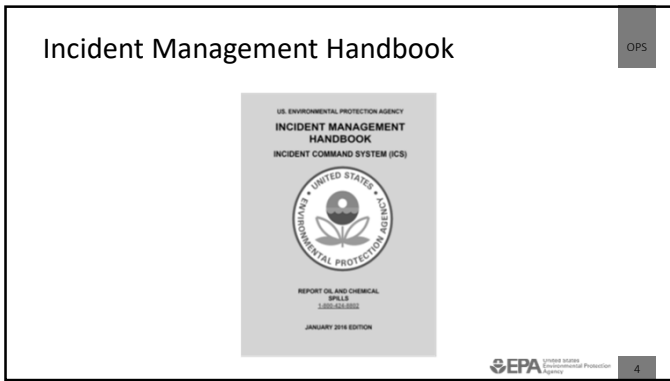 Incident Management Handbook
OPS
US. ENVIRONMENTAL PROTECTION AGENCY
INCIDENT MANAGEMENT
HANDBOOK
INCIDENT COMMAND SYSTEM (ICS)
UNITED STATES
ENVIRONMENTAL PROTECTION AGENCY
REPORT OIL AND CHEMICAL
SPILLS
1-800-424-8802
JANUARY 2016 EDITION
EPA
United States
Environmental Protection
Agency
4